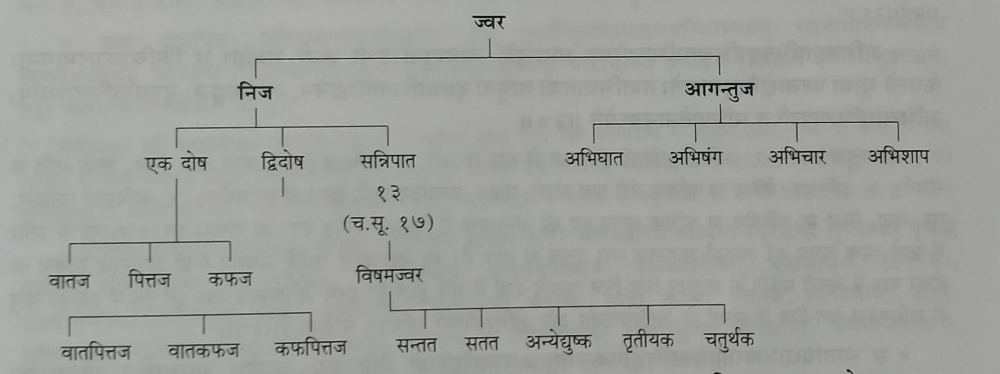 ज्वर
निज आगन्तुज
एक दोष द्विदोष सन्निपात अभिघात अभिषंग अभिचार अभिशाप
१३
(च.सू. १७)
वातज पित्तज कफज विषमज्वर
वातपित्तज वातकफज कफपित्तज सन्तत सतत अन्येद्युष्क तृतीयक चतुर्थक